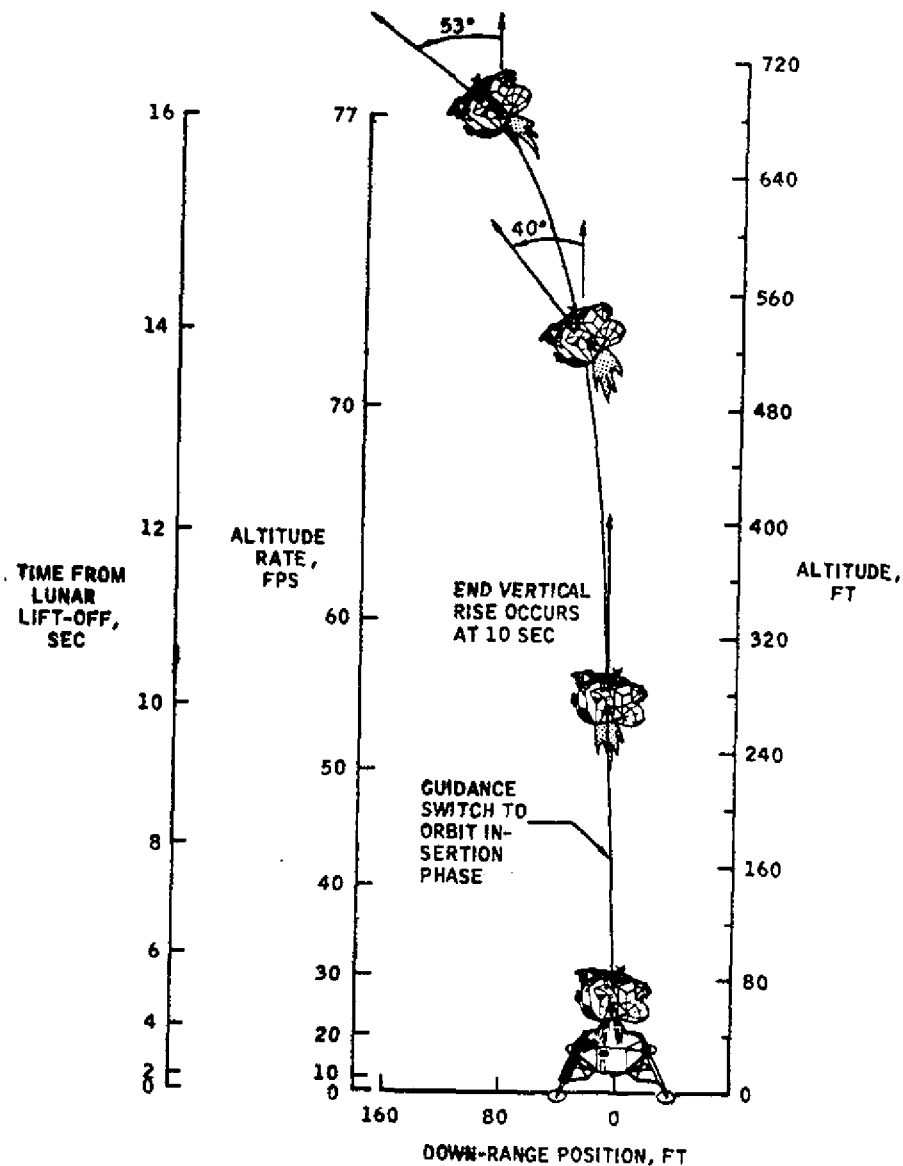 53°
720
16
77
640
40°
560
14
70
480
12
400
ALTITUDE
RATE,
FPS
TIME FROM
LUNAR
LIFT-OFF,
SEC
END VERTICAL
RISE OCCURS
AT 10 SEC
ALTITUDE,
FT
60
320
10
50
240
GUIDANCE
SWITCH TO
ORBIT IN-
SERTION
PHASE
8
160
40
6
30
80
4
20
2
10
0
0
0
160
80
0
DOWN-RANGE POSITION, FT